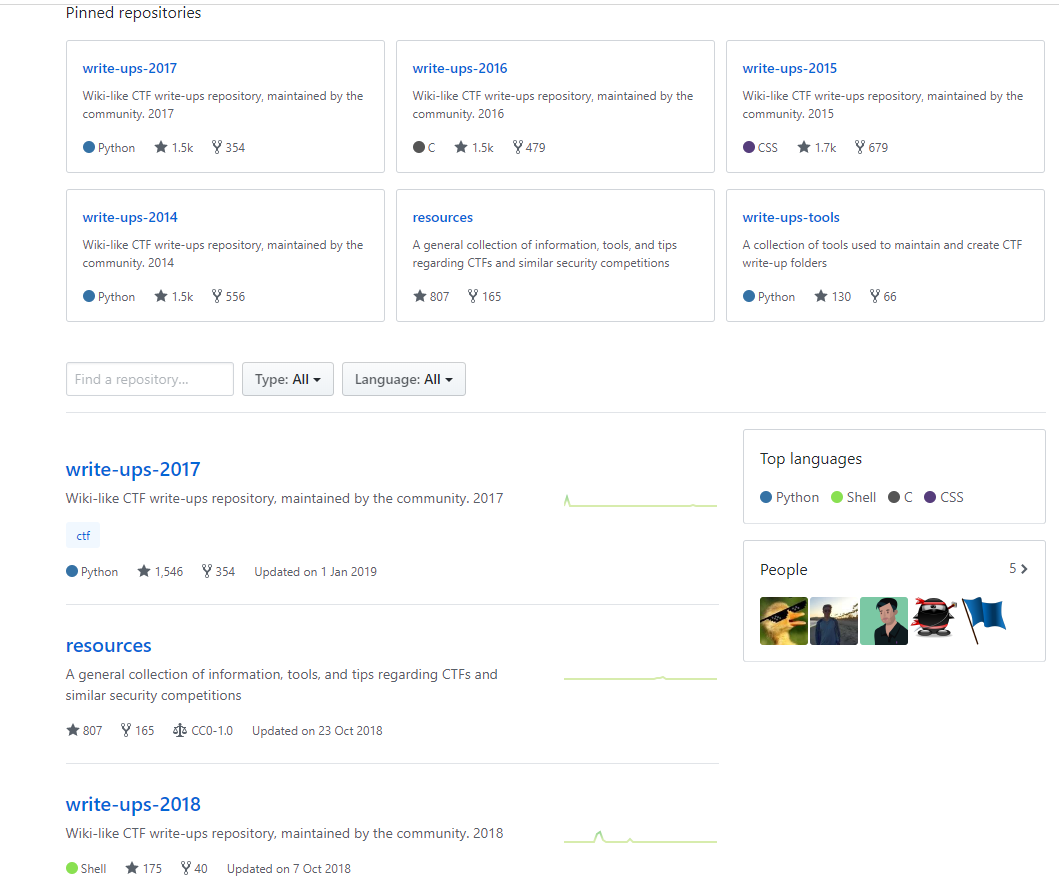 Pinned repositories
write-ups-2017
Wiki-like CTF write-ups repository, maintained by the
community. 2017
Python 1.5k 354
write-ups-2016
Wiki-like CTF write-ups repository, maintained by the
community. 2016
C 1.5k 479
write-ups-2015
Wiki-like CTF write-ups repository, maintained by the
community. 2015
CSS 1.7k 679
write-ups-2014
Wiki-like CTF write-ups repository, maintained by the
community. 2014
Python 1.5k 556
resources
A general collection of information, tools, and tips
regarding CTFs and similar security competitions
807 165
write-ups-tools
A collection of tools used to maintain and create CTF
write-up folders
Python 130 66
Find a repository...
Type: All
Language: All
write-ups-2017
Wiki-like CTF write-ups repository, maintained by the community. 2017
ctf
Python 1,546 354 Updated on 1 Jan 2019
resources
A general collection of information, tools, and tips regarding CTFs and
similar security competitions
807 165 CC0-1.0 Updated on 23 Oct 2018
write-ups-2018
Wiki-like CTF write-ups repository, maintained by the community. 2018
Shell 175 40 Updated on 7 Oct 2018
Top languages
Python Shell C CSS
People 5